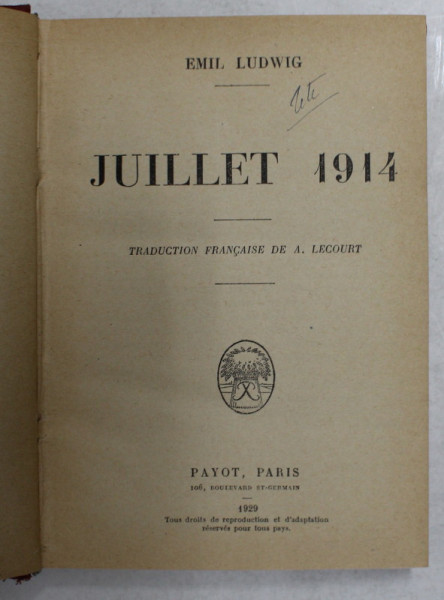 EMIL LUDWIG
JUILLET 1914
TRADUCTION FRANÇAISE DE A. LECOURT
PAYOT, PARIS
106, BOULEVARD ST-GERMAIN
1929
Tous droits de reproduction et d'adaptation
réservés pour tous pays.